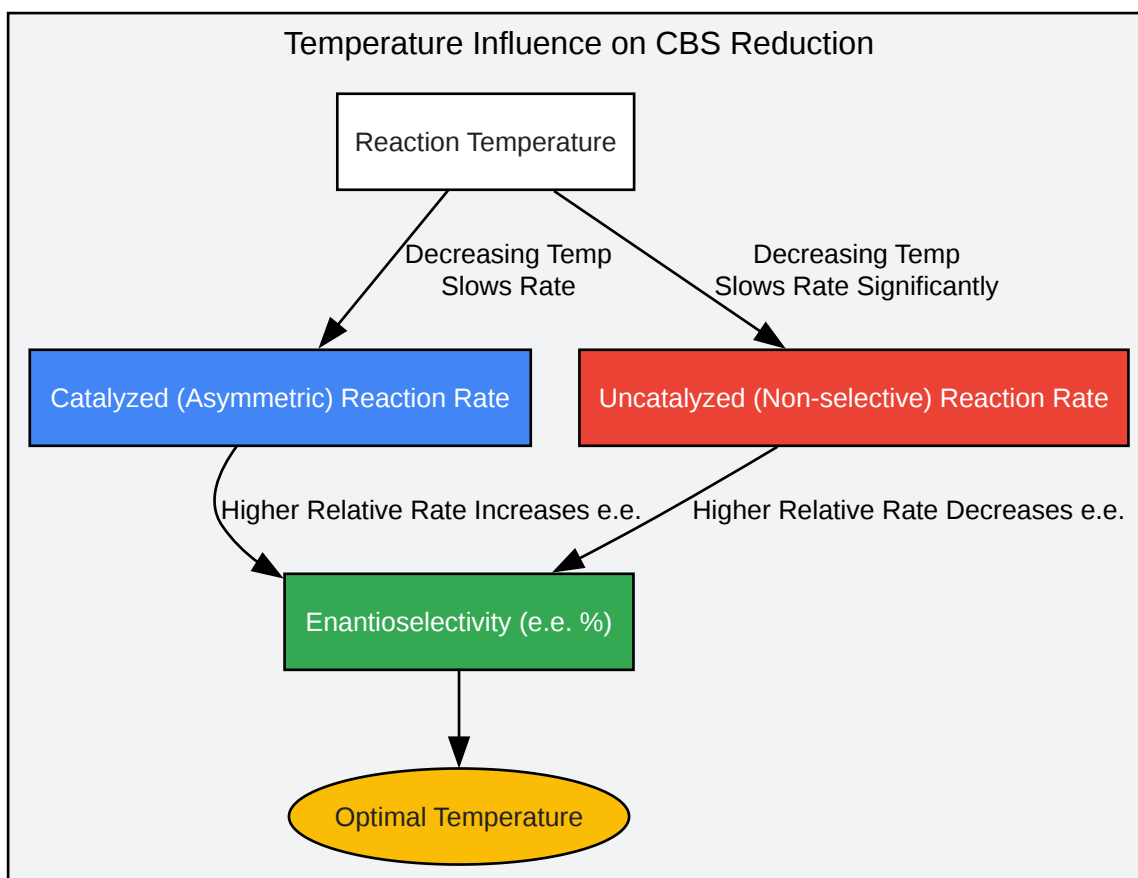 Temperature Influence on CBS Reduction
Reaction Temperature
Decreasing Temp
Slows Rate
Decreasing Temp
Slows Rate Significantly
Catalyzed (Asymmetric) Reaction Rate
Uncatalyzed (Non-selective) Reaction Rate
Higher Relative Rate Increases e.e.
Higher Relative Rate Decreases e.e.
Enantioselectivity (e.e. %)
Optimal Temperature